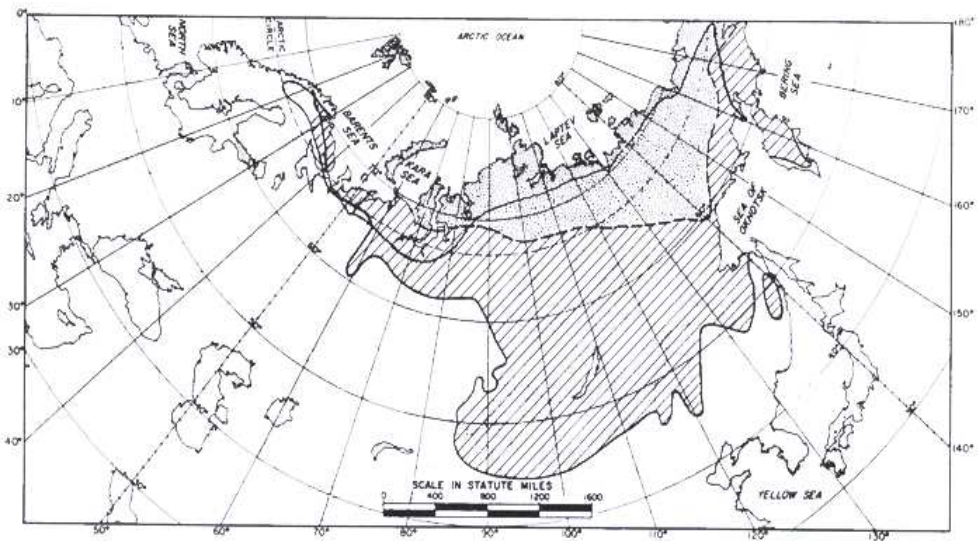 0°
NORTH SEA
ARCTIC CIRCLE
ARCTIC OCEAN
180°
BERING SEA
10°
BARENTS SEA
KARA SEA
LAPTEV SEA
170°
160°
SEA OF OKHOTSK
20°
30°
150°
40°
140°
SCALE IN STATUTE MILES
0 400 800 1200 1600
YELLOW SEA
50° 60° 70° 80° 90° 100° 110° 120° 130°